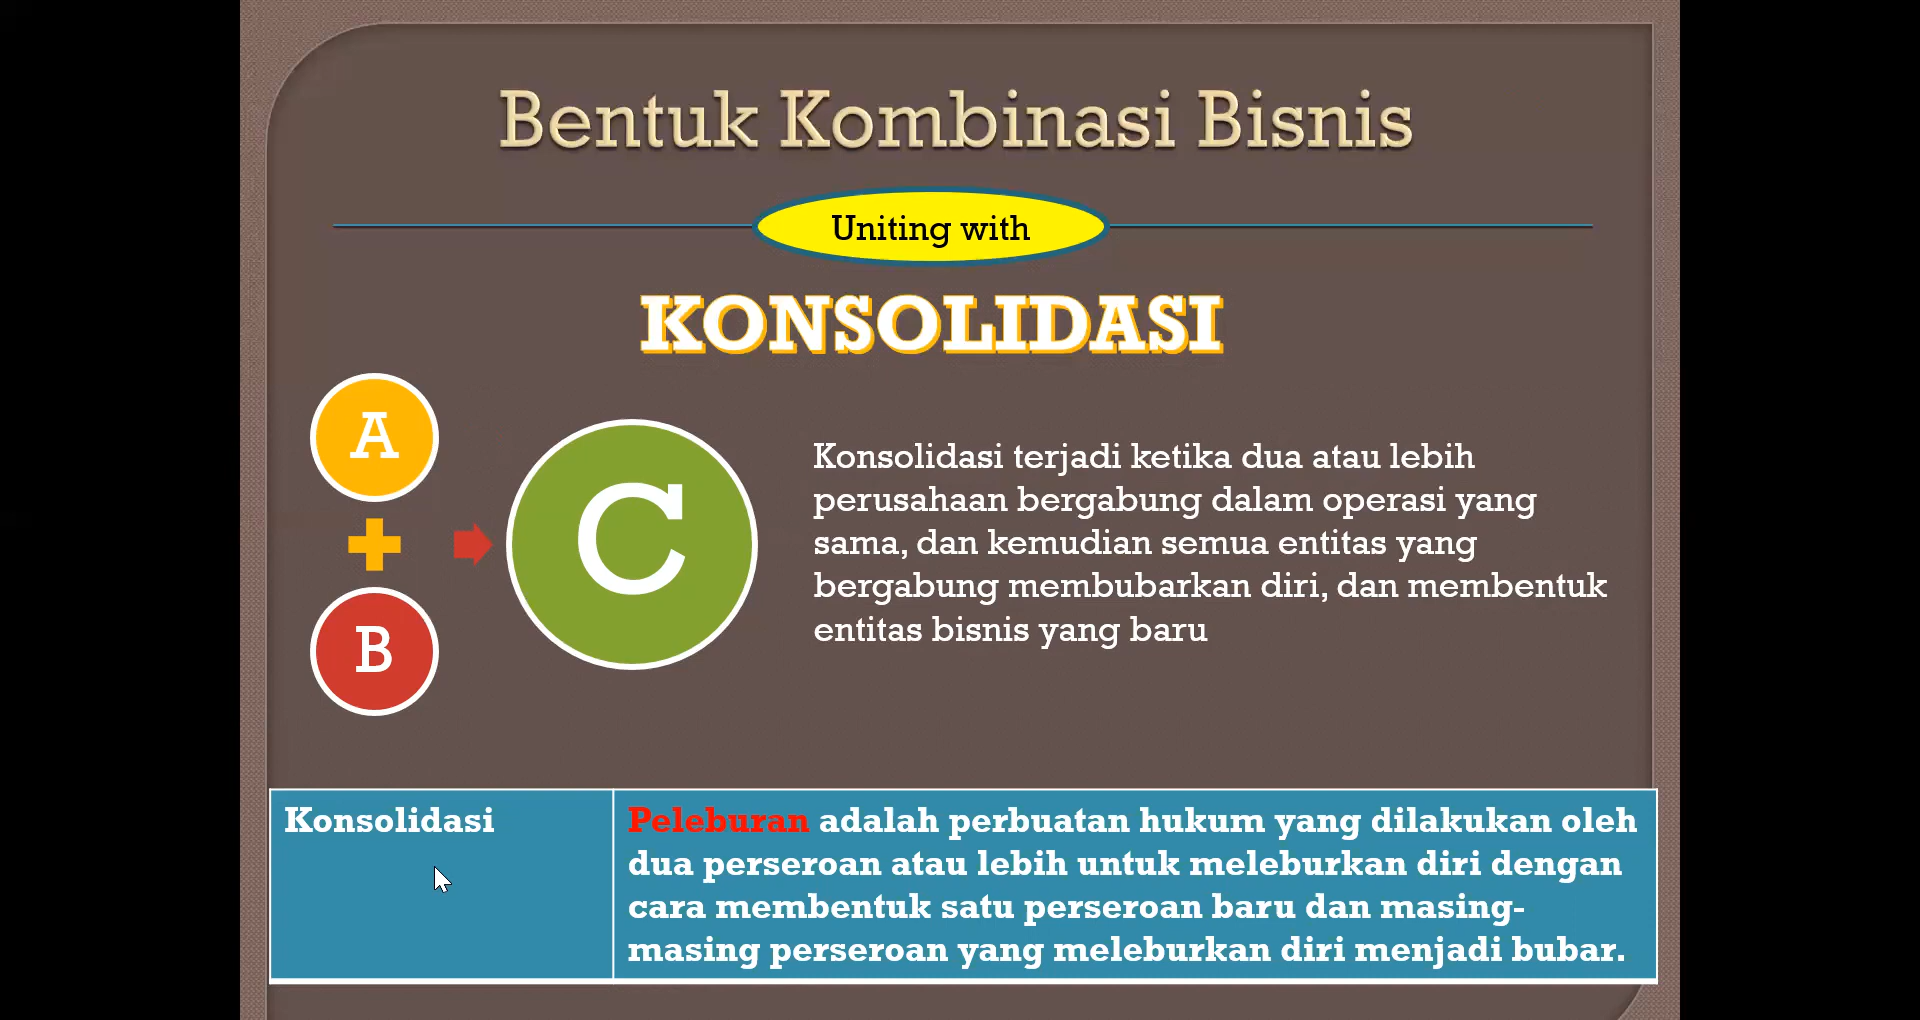 Bentuk Kombinasi Bisnis
Uniting with
KONSOLIDASI
A
B
C
Konsolidasi terjadi ketika dua atau lebih
perusahaan bergabung dalam operasi yang
sama, dan kemudian semua entitas yang
bergabung membubarkan diri, dan membentuk
entitas bisnis yang baru
Konsolidasi
Peleburan adalah perbuatan hukum yang dilakukan oleh
dua perseroan atau lebih untuk meleburkan diri dengan
cara membentuk satu perseroan baru dan masing-
masing perseroan yang meleburkan diri menjadi bubar.